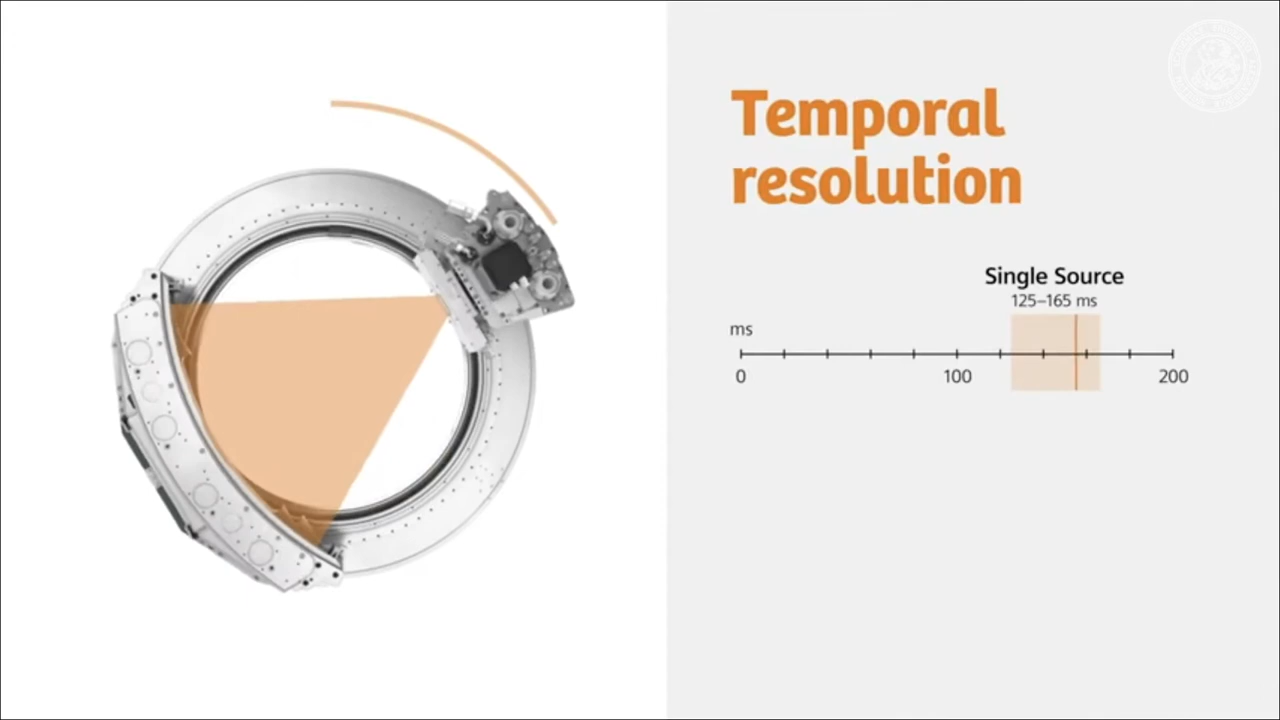 Temporal
resolution
Single Source
125–165 ms
ms
0 100 200